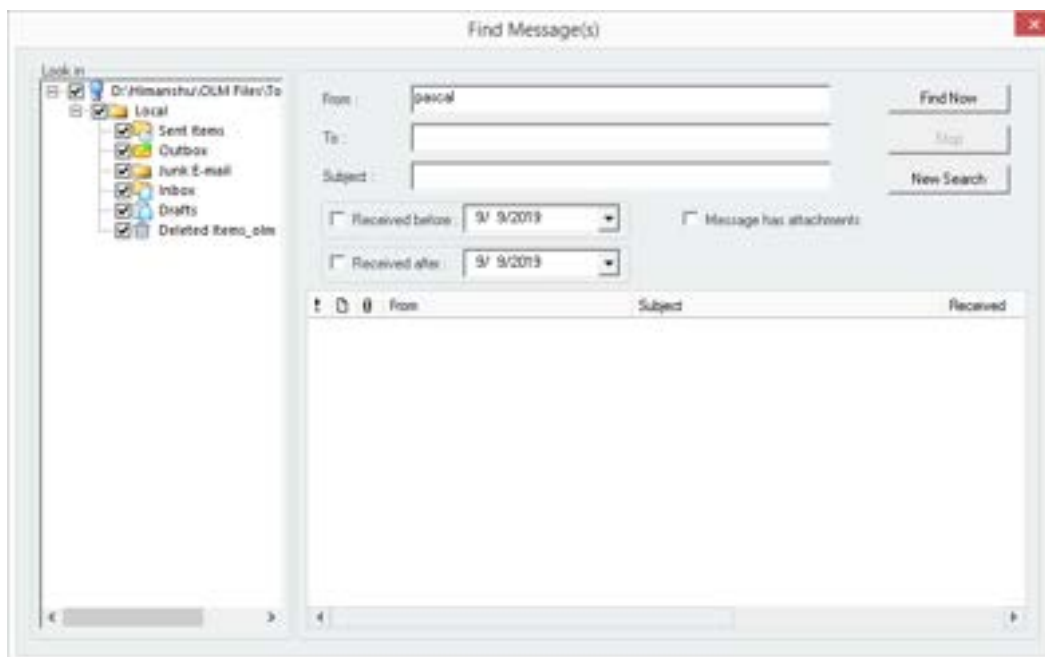 Find Message(s)
Look in
D:\Himanshu\OLM Files\To
Local
Sent Items
Outbox
Junk E-mail
Inbox
Drafts
Deleted Items_olm
From : pascal
To :
Subject :
Find Now
Stop
New Search
Received before 9/ 9/2019
Message has attachments
Received after 9/ 9/2019
From Subject Received